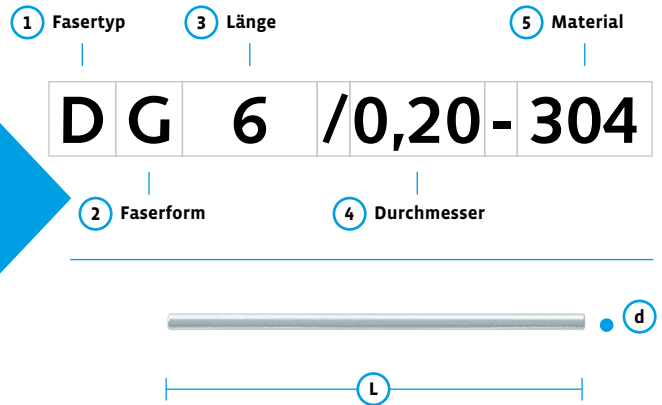 1 Fasertyp 3 Länge 5 Material
D G 6 /0,20 - 304
2 Faserform 4 Durchmesser
d
L